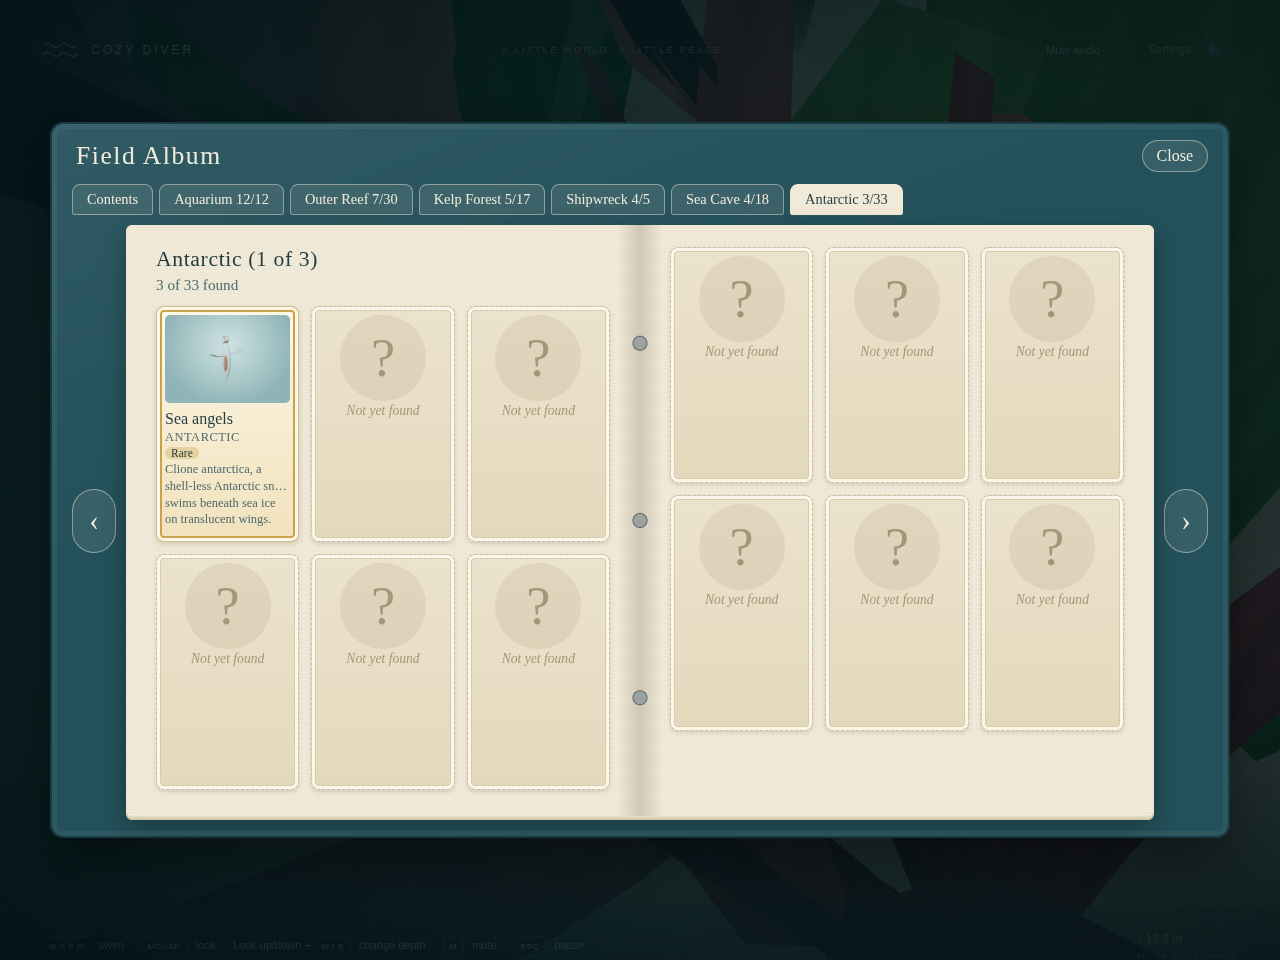 COZY DIVER
A LITTLE WORLD A LITTLE PEACE
Mute audio
Settings
Field Album
Close
Contents
Aquarium 12/12
Outer Reef 7/30
Kelp Forest 5/17
Shipwreck 4/5
Sea Cave 4/18
Antarctic 3/33
Antarctic (1 of 3)
3 of 33 found
Sea angels
ANTARCTIC
Rare
Clione antarctica, a
shell-less Antarctic sn…
swims beneath sea ice
on translucent wings.
?
Not yet found
?
Not yet found
?
Not yet found
?
Not yet found
?
Not yet found
?
Not yet found
?
Not yet found
?
Not yet found
?
Not yet found
?
Not yet found
?
Not yet found
‹
›
W A S D swim
MOUSE look
Look up/down + W / S change depth
M mute
ESC pause
↓ 13.2 m